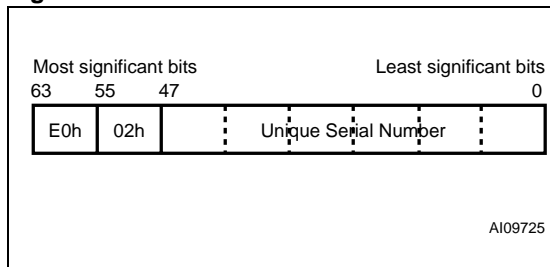 Most significant bits Least significant bits
63 55 47 0
E0h 02h Unique Serial Number
AI09725